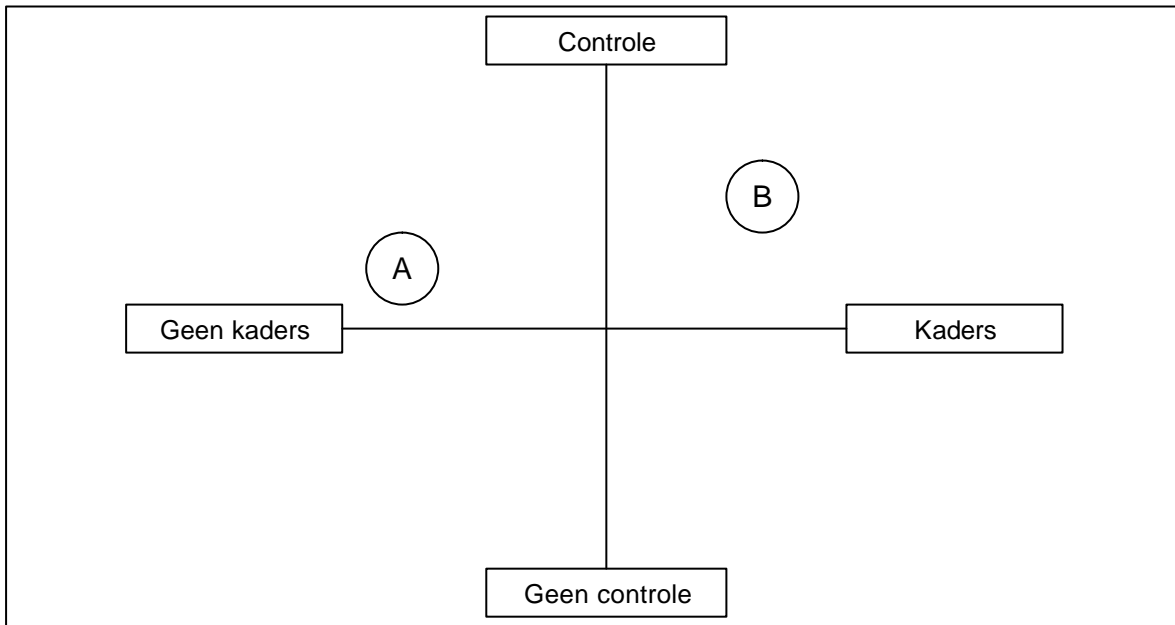 Controle
B
A
Geen kaders
Kaders
Geen controle